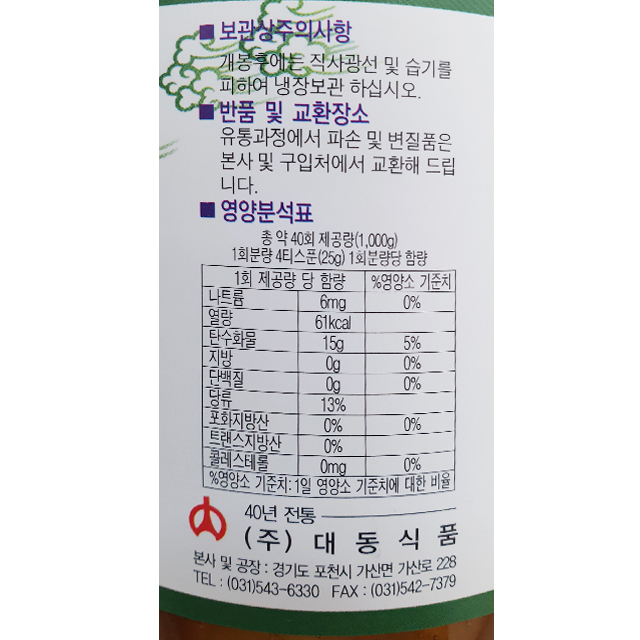 ■ 보관상주의사항
개봉후에는 직사광선 및 습기를
피하여 냉장보관 하십시오.
■ 반품 및 교환장소
유통과정에서 파손 및 변질품은
본사 및 구입처에서 교환해 드립
니다.
■ 영양분석표
총 약 40회 제공량(1,000g)
1회분량 4티스푼(25g) 1회분량당 함량
1회 제공량 당 함량 %영양소 기준치
나트륨 6mg 0%
열량 61kcal
탄수화물 15g 5%
지방 0g 0%
단백질 0g 0%
당류 13%
포화지방산 0% 0%
트랜스지방산 0%
콜레스테롤 0mg 0%
%영양소 기준치:1일 영양소 기준치에 대한 비율
40년 전통
(주) 대동식품
본사 및 공장 : 경기도 포천시 가산면 가산로 228
TEL : (031)543-6330 FAX : (031)542-7379